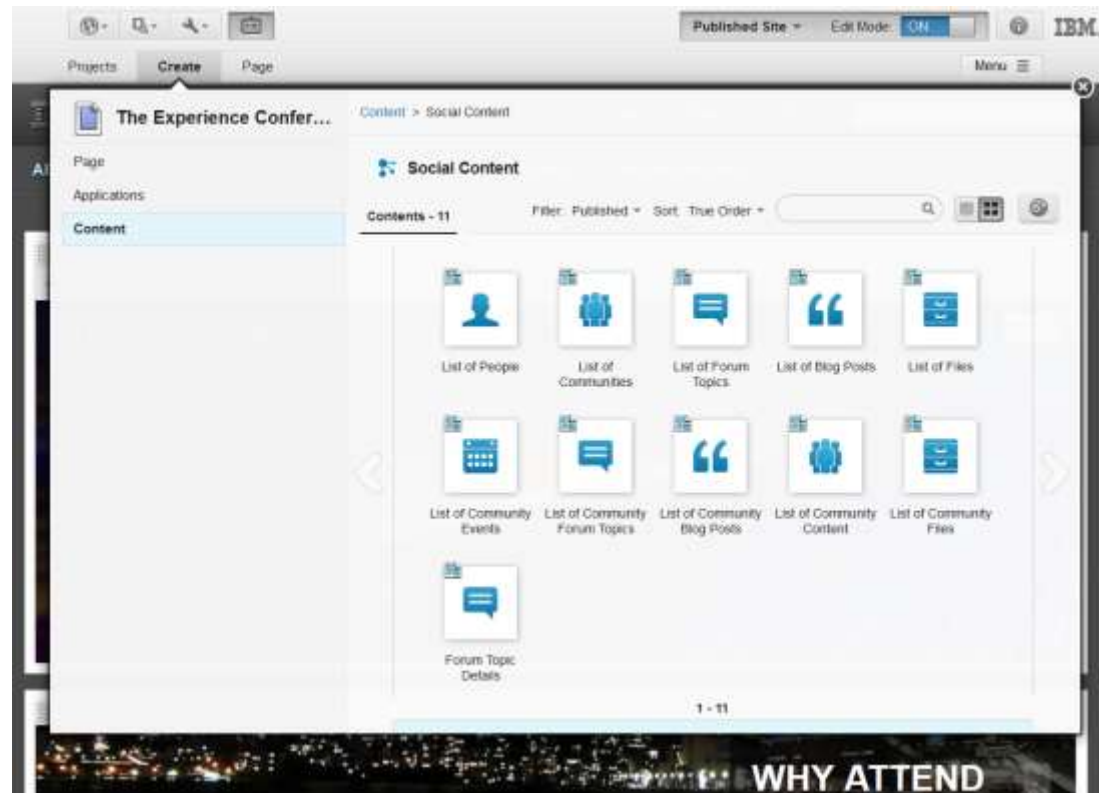 Published Site
Edit Mode: ON
IBM.
Projects
Create
Page
Menu
The Experience Confer...
Content > Social Content
Page
Applications
Content
Social Content
Contents - 11
Filter: Published
Sort: True Order
List of People
List of
Communities
List of Forum
Topics
List of Blog Posts
List of Files
List of Community
Events
List of Community
Forum Topics
List of Community
Blog Posts
List of Community
Content
List of Community
Files
Forum Topic
Details
1 - 11
WHY ATTEND